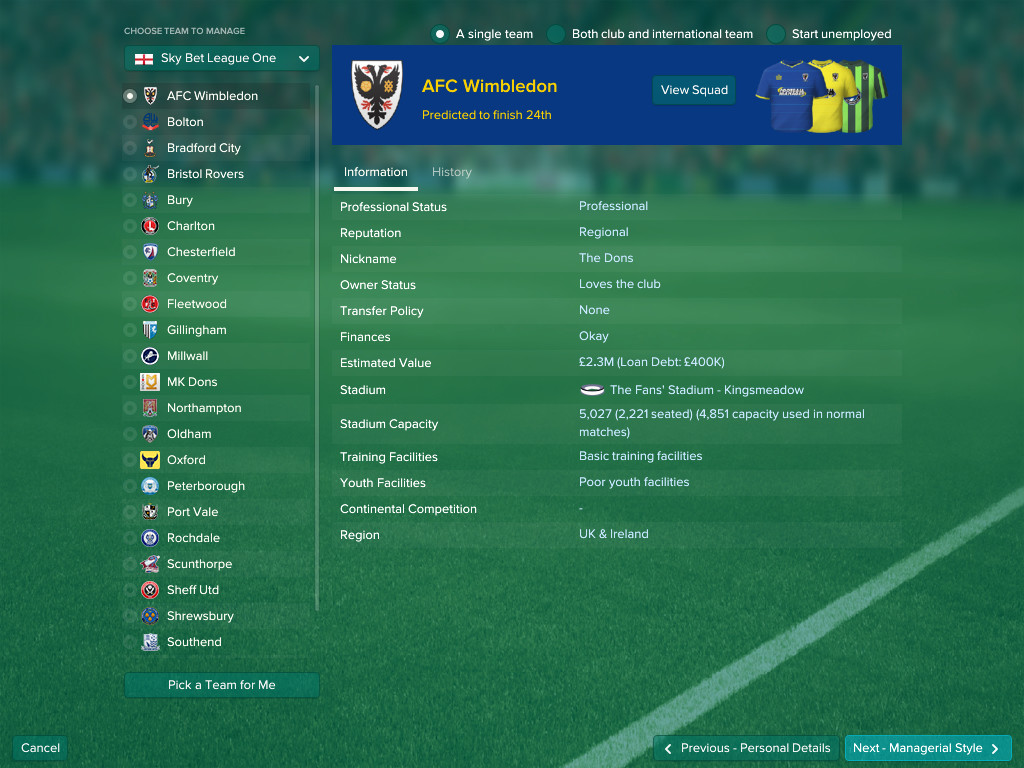 CHOOSE TEAM TO MANAGE
A single team
Both club and international team
Start unemployed
Sky Bet League One
AFC Wimbledon
Bolton
Bradford City
Bristol Rovers
Bury
Charlton
Chesterfield
Coventry
Fleetwood
Gillingham
Millwall
MK Dons
Northampton
Oldham
Oxford
Peterborough
Port Vale
Rochdale
Scunthorpe
Sheff Utd
Shrewsbury
Southend
Pick a Team for Me
AFC Wimbledon
Predicted to finish 24th
View Squad
Information
History
Professional Status
Professional
Reputation
Regional
Nickname
The Dons
Owner Status
Loves the club
Transfer Policy
None
Finances
Okay
Estimated Value
£2.3M (Loan Debt: £400K)
Stadium
The Fans' Stadium - Kingsmeadow
Stadium Capacity
5,027 (2,221 seated) (4,851 capacity used in normal
matches)
Training Facilities
Basic training facilities
Youth Facilities
Poor youth facilities
Continental Competition
-
Region
UK & Ireland
Cancel
Previous - Personal Details
Next - Managerial Style